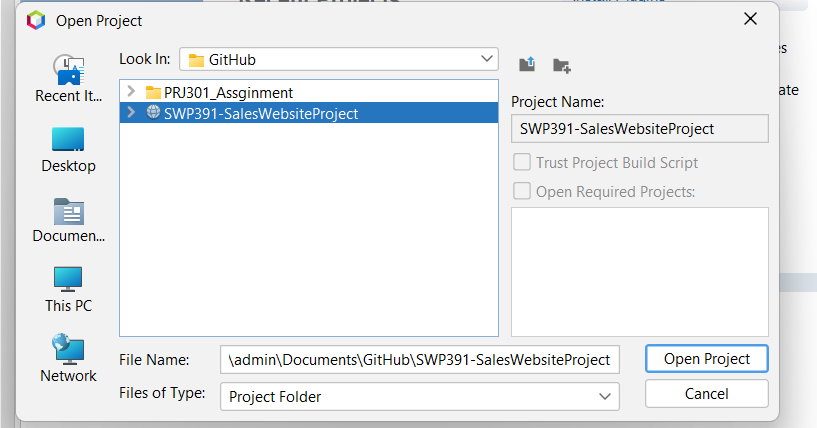 Open Project
Look In:
GitHub
Recent It...
Desktop
Documen...
This PC
Network
PRJ301_Assginment
SWP391-SalesWebsiteProject
Project Name:
SWP391-SalesWebsiteProject
Trust Project Build Script
Open Required Projects:
File Name:
\admin\Documents\GitHub\SWP391-SalesWebsiteProject
Open Project
Files of Type:
Project Folder
Cancel